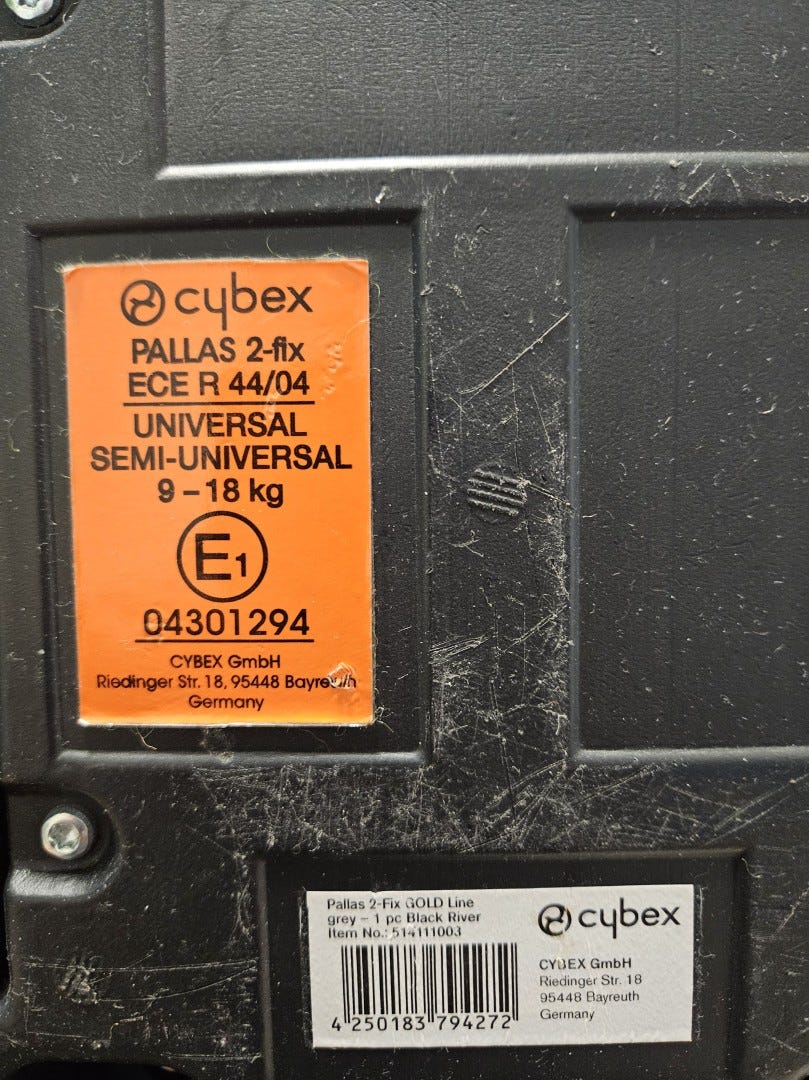 cybex
PALLAS 2-fix
ECE R 44/04
UNIVERSAL
SEMI-UNIVERSAL
9 – 18 kg
E1
04301294
CYBEX GmbH
Riedinger Str. 18, 95448 Bayreuth
Germany
Pallas 2-Fix GOLD Line
grey – 1 pc Black River
Item No.: 514111003
4 250183 794272
cybex
CYBEX GmbH
Riedinger Str. 18
95448 Bayreuth
Germany